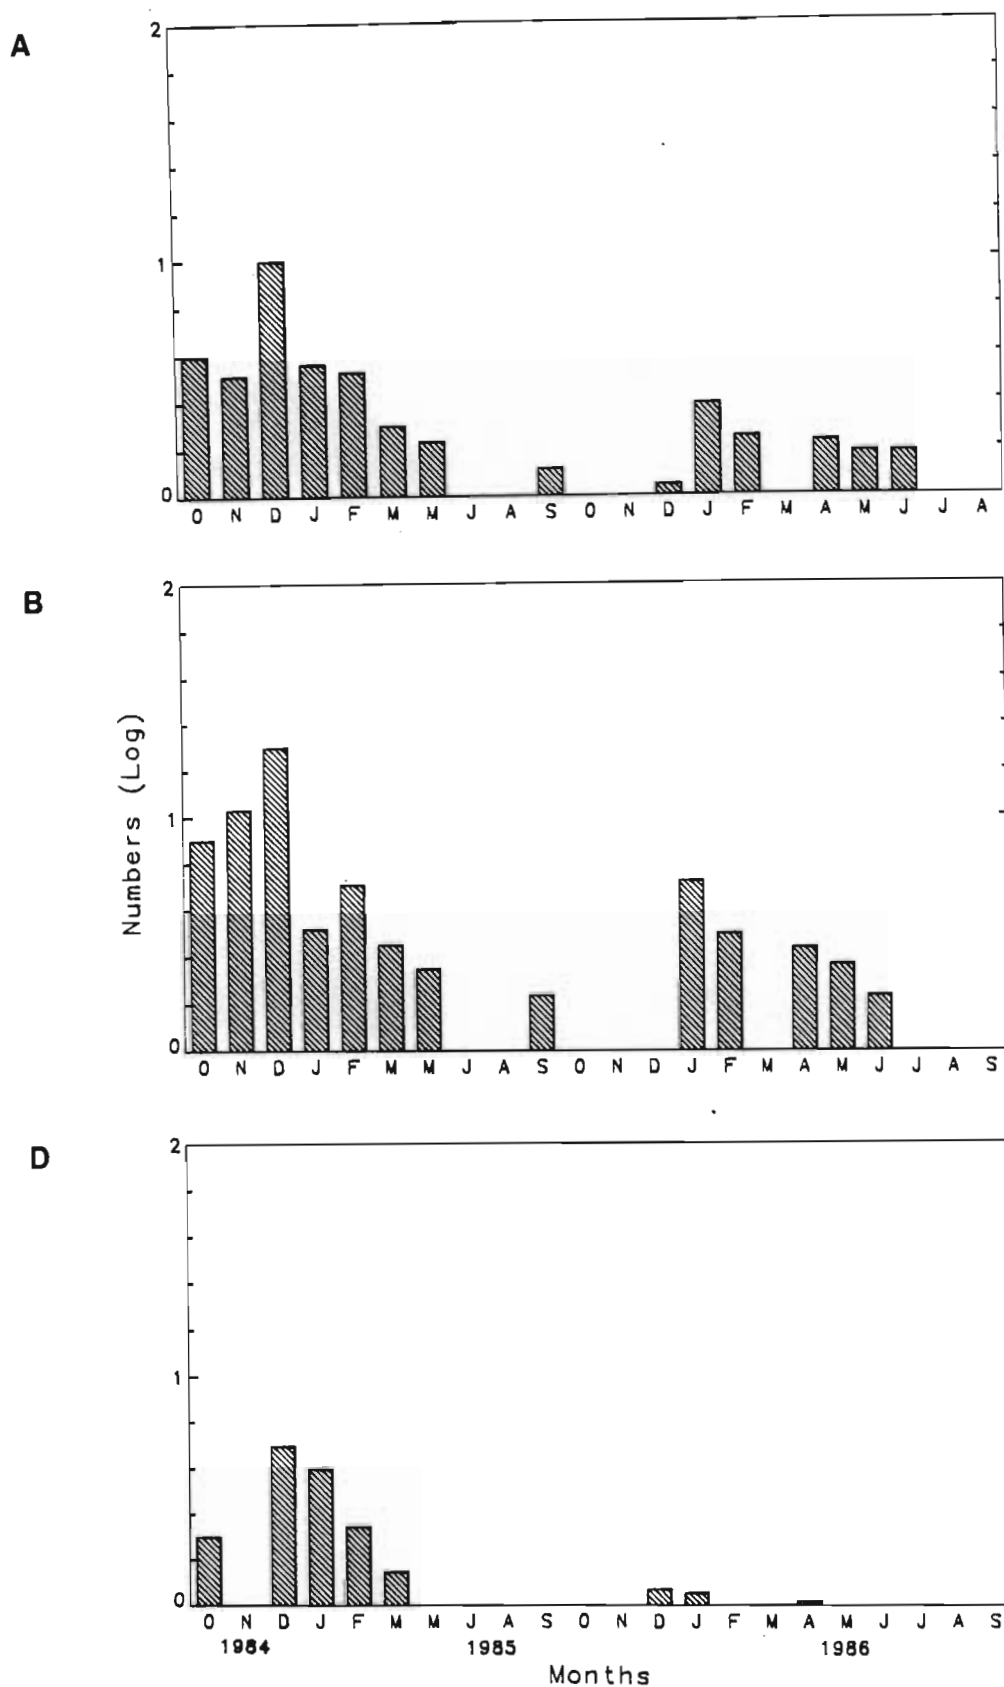 A
2
1
0
O N D J F M M J A S O N D J F M A M J J A
B
2
1
0
Numbers (Log)
O N D J F M M J A S O N D J F M A M J J A S
D
2
1
0
O N D J F M M J A S O N D J F M A M J J A S
1984 1985 1986
Months